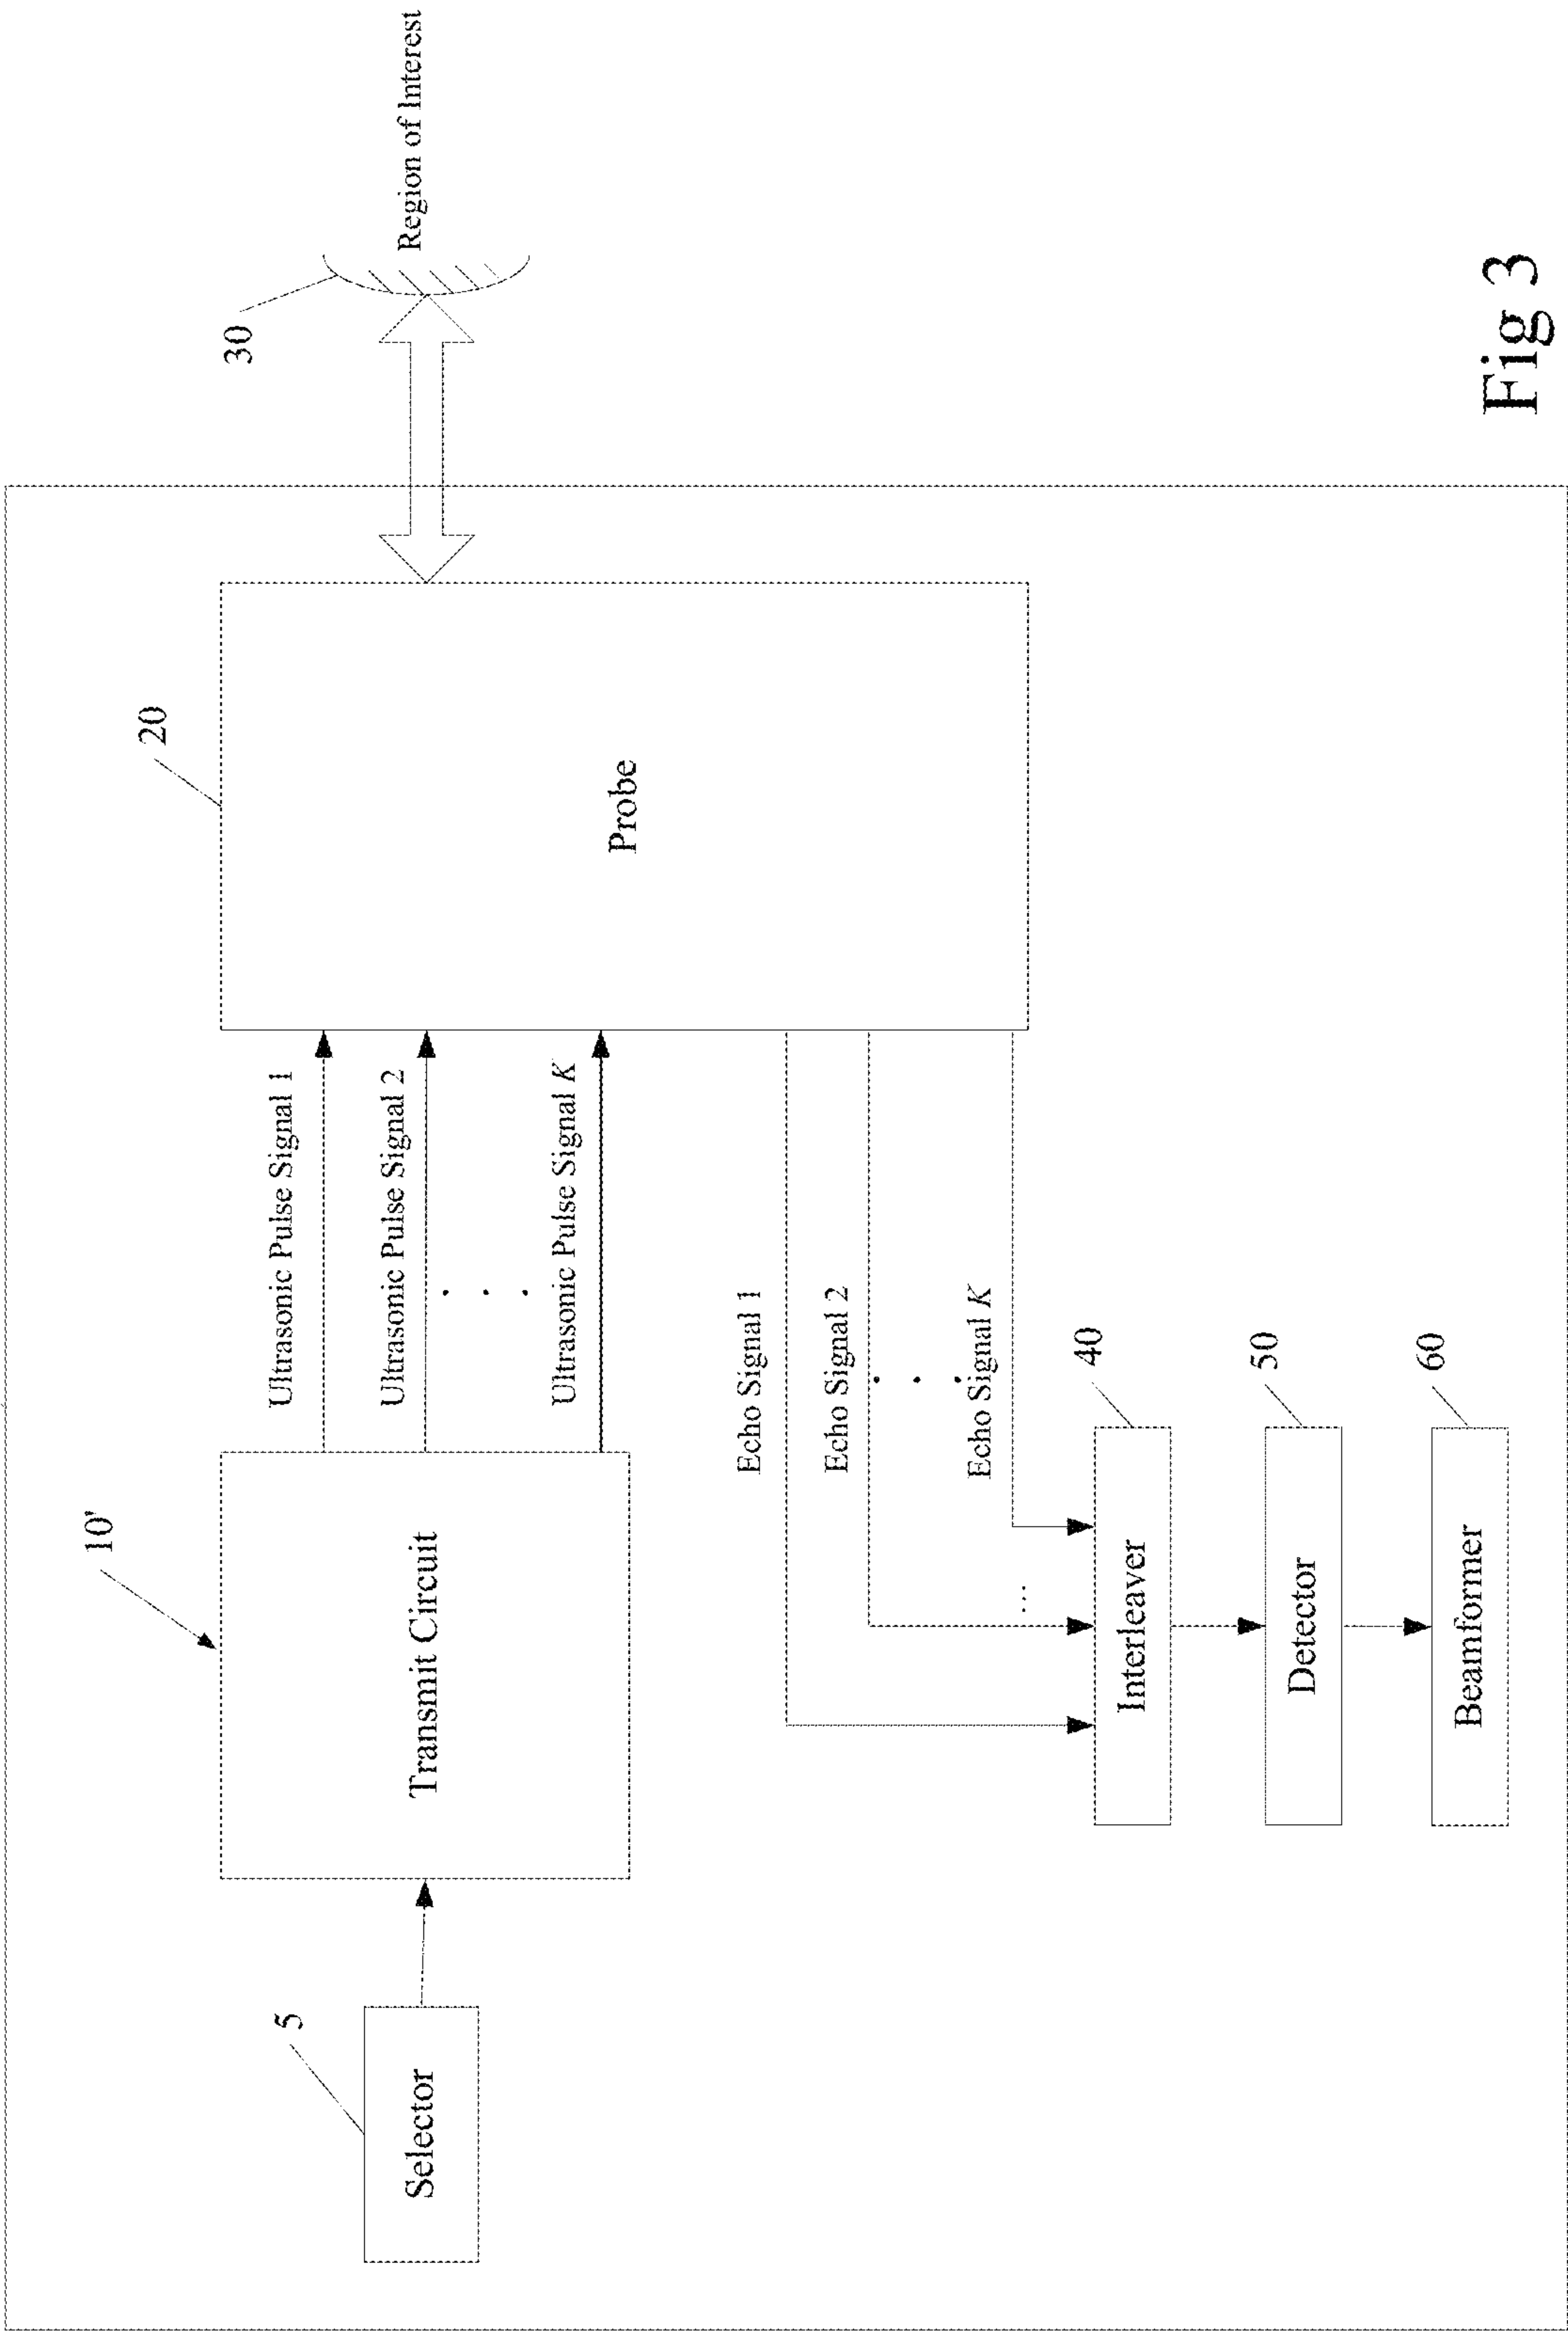 30
Region of Interest
20
Probe
10'
Transmit Circuit
5
Selector
Ultrasonic Pulse Signal 1
Ultrasonic Pulse Signal 2
. . .
Ultrasonic Pulse Signal K
Echo Signal 1
Echo Signal 2
. . .
Echo Signal K
...
40
Interleaver
50
Detector
60
Beamformer
Fig 3